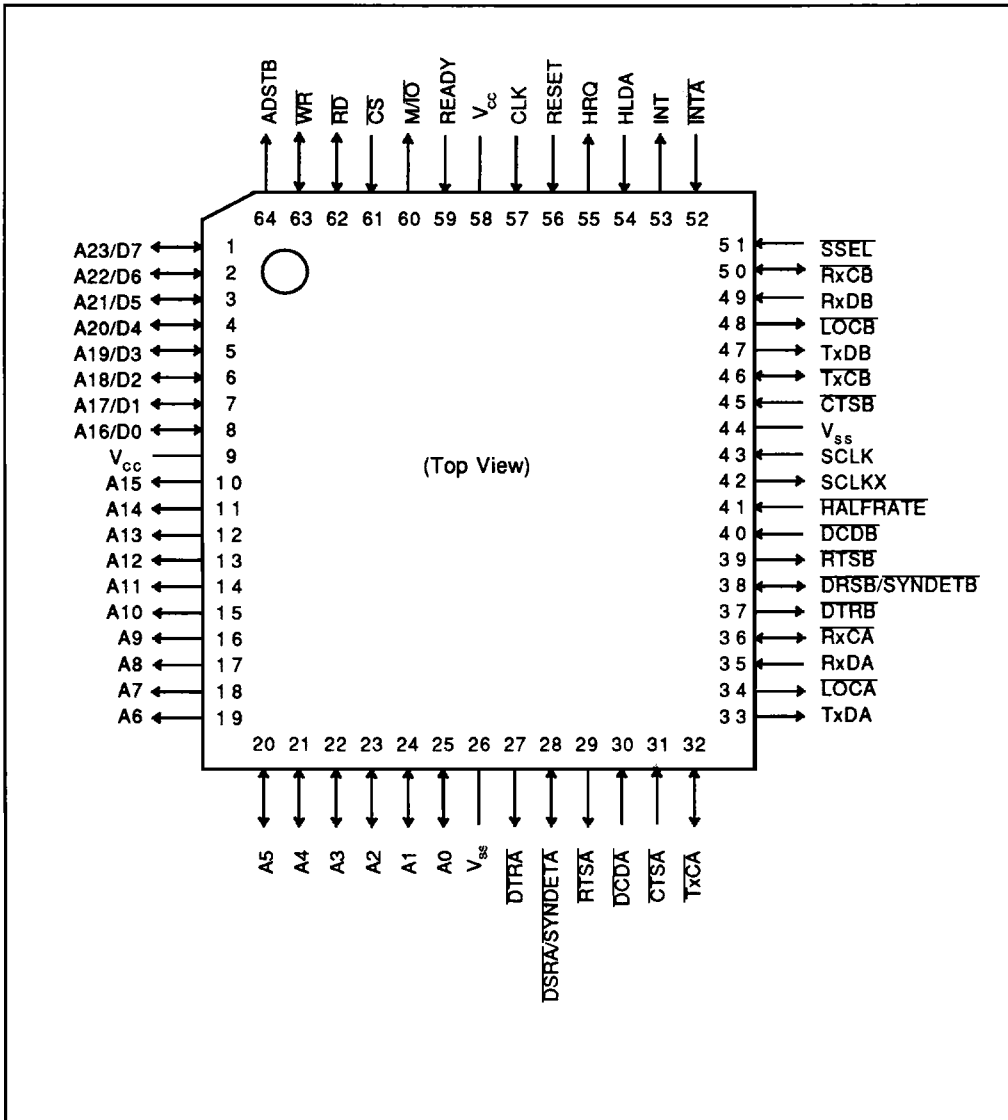 ADSTB
WR
RD
CS
M/IO
READY
Vcc
CLK
RESET
HRQ
HLDA
INT
INTA
64 63 62 61 60 59 58 57 56 55 54 53 52
A23/D7 1
A22/D6 2
A21/D5 3
A20/D4 4
A19/D3 5
A18/D2 6
A17/D1 7
A16/D0 8
Vcc 9
A15 10
A14 11
A13 12
A12 13
A11 14
A10 15
A9 16
A8 17
A7 18
A6 19
(Top View)
51 SSEL
50 RxCB
49 RxDB
48 LOCB
47 TxDB
46 TxCB
45 CTSB
44 Vss
43 SCLK
42 SCLKX
41 HALFRATE
40 DCDB
39 RTSB
38 DRSB/SYNDETB
37 DTRB
36 RxCA
35 RxDA
34 LOCA
33 TxDA
20 21 22 23 24 25 26 27 28 29 30 31 32
A5
A4
A3
A2
A1
A0
Vss
DTRA
DSRA/SYNDETA
RTSA
DCDA
CTSA
TxCA